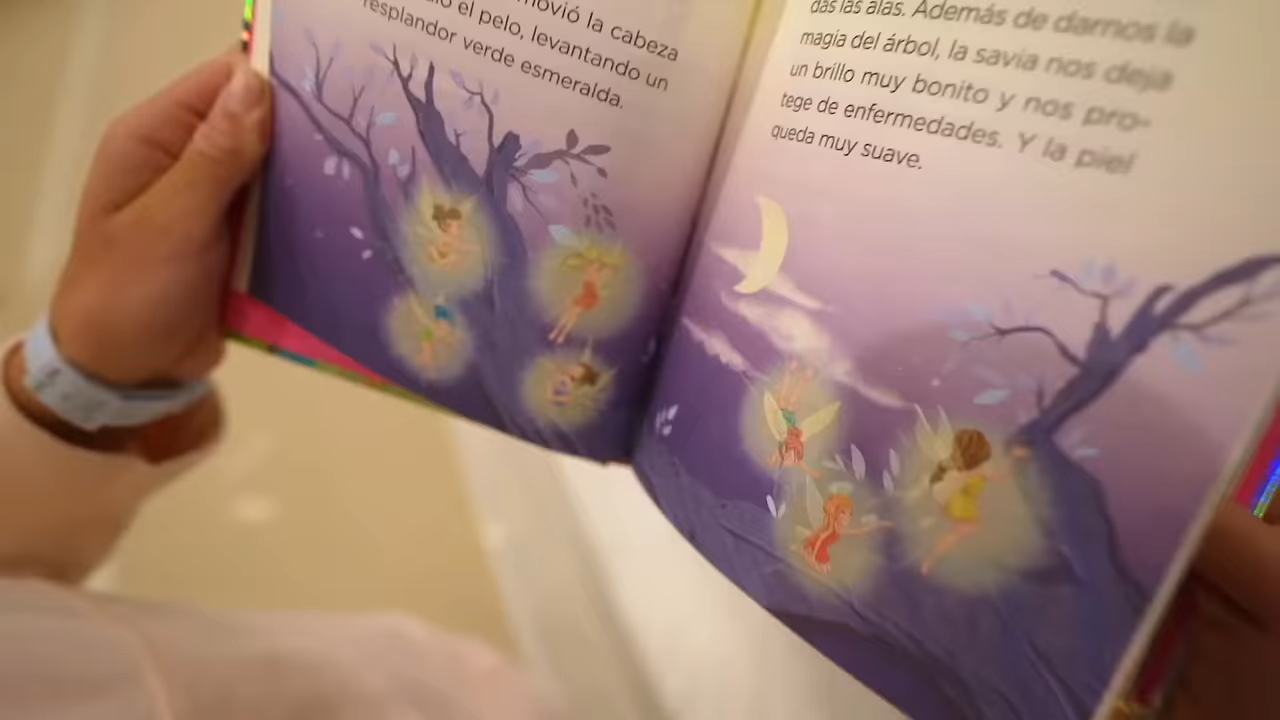 movió la cabeza
el pelo, levantando un
resplandor verde esmeralda.
das las alas. Además de darnos la
magia del árbol, la savia nos deja
un brillo muy bonito y nos pro-
tege de enfermedades. Y la piel
queda muy suave.